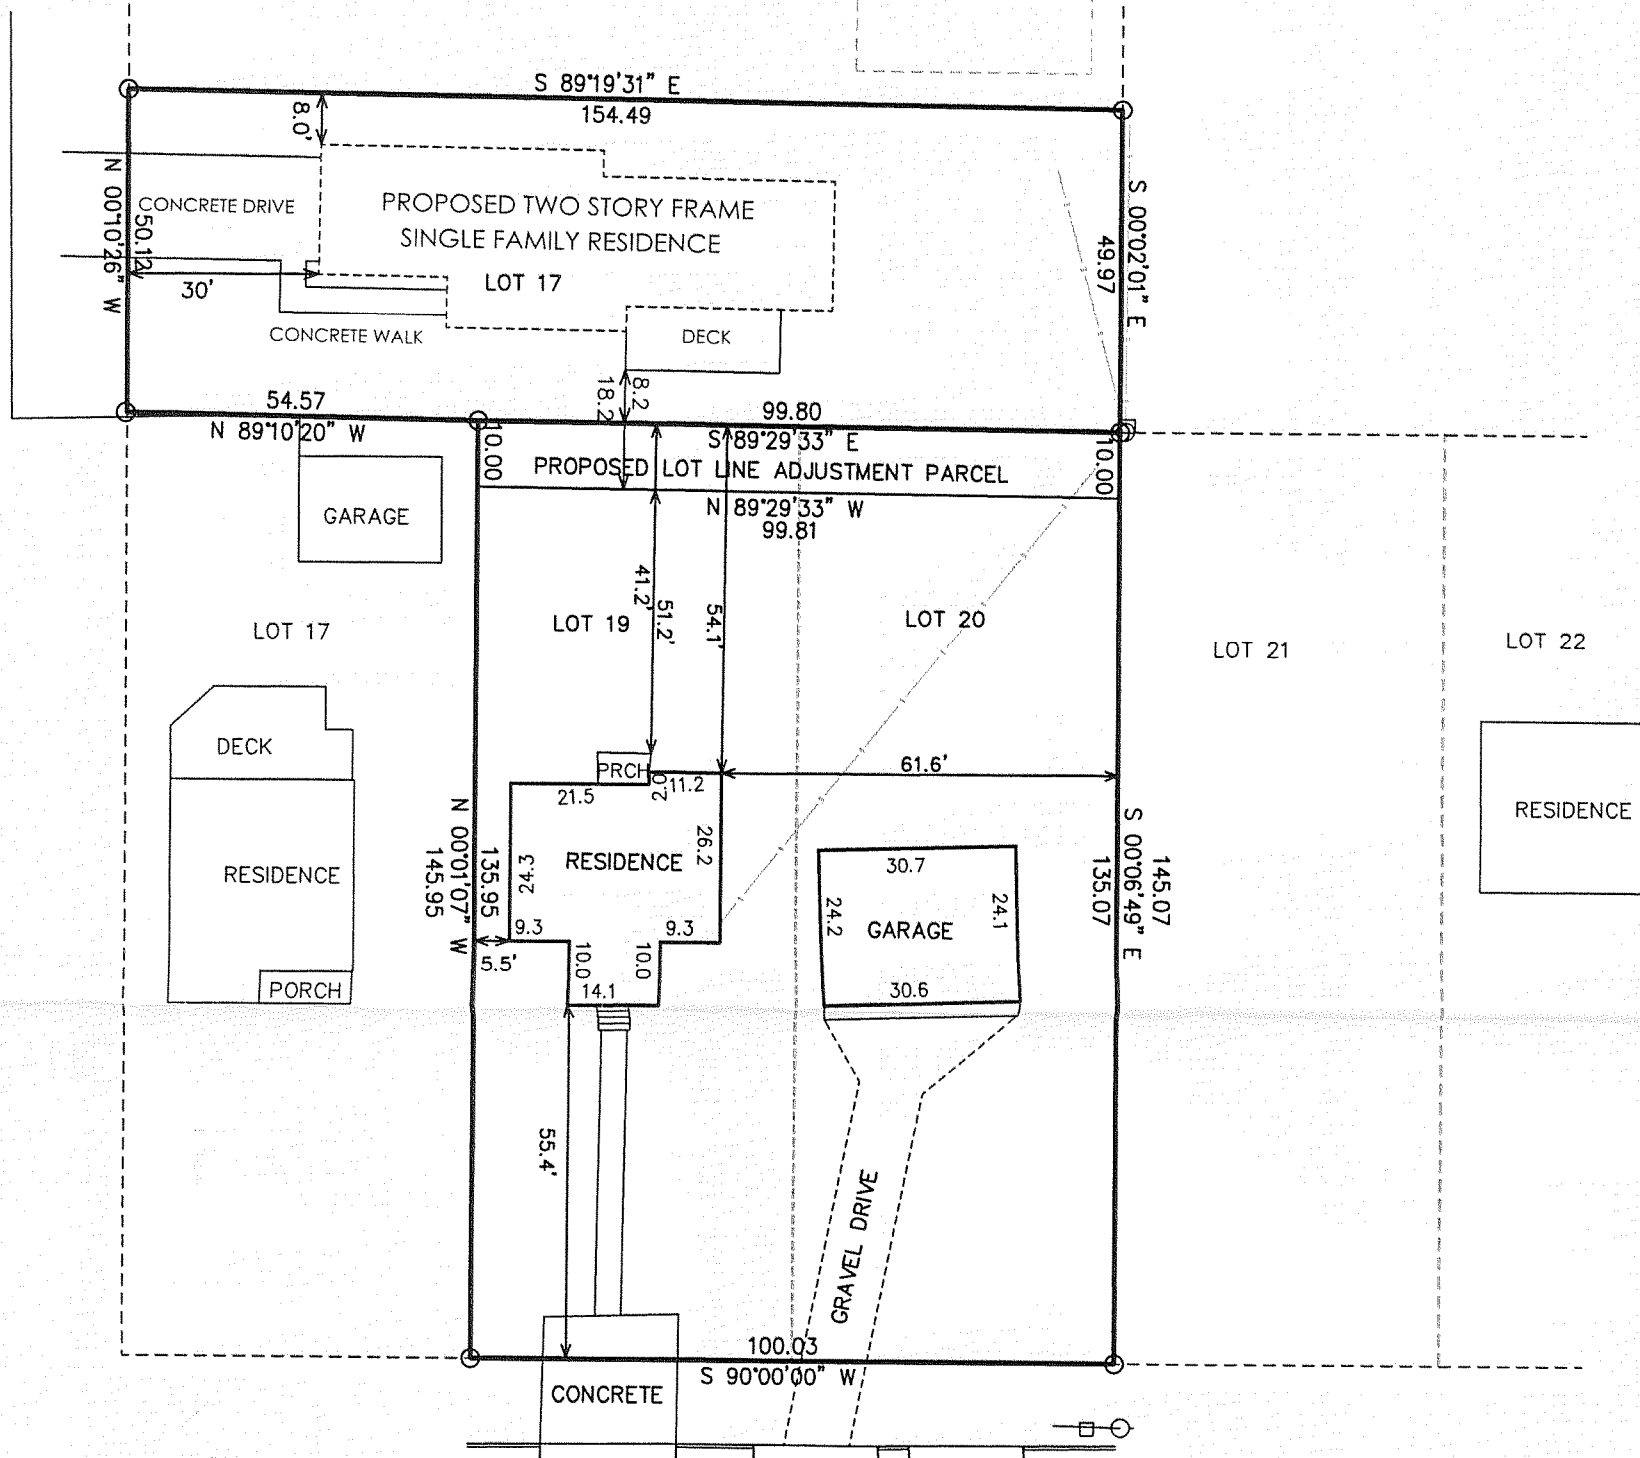 S 89°19'31" E
154.49
8.0'
N 00°10'26" W
50.12
CONCRETE DRIVE
PROPOSED TWO STORY FRAME
SINGLE FAMILY RESIDENCE
LOT 17
30'
CONCRETE WALK
DECK
S 00°02'01" E
49.97
8.2
18.2
54.57
N 89°10'20" W
99.80
S 89°29'33" E
10.00
PROPOSED LOT LINE ADJUSTMENT PARCEL
10.00
N 89°29'33" W
99.81
GARAGE
41.2'
51.2'
54.1'
LOT 17
LOT 19
LOT 20
LOT 21
LOT 22
DECK
PRCH
2.0
11.2
21.5
61.6'
RESIDENCE
RESIDENCE
24.3
26.2
9.3
9.3
5.5'
10.0
10.0
14.1
N 00°01'07" W
135.95
145.95
30.7
24.2
GARAGE
24.1
30.6
S 00°06'49" E
145.07
135.07
RESIDENCE
PORCH
55.4'
GRAVEL DRIVE
100.03
S 90°00'00" W
CONCRETE